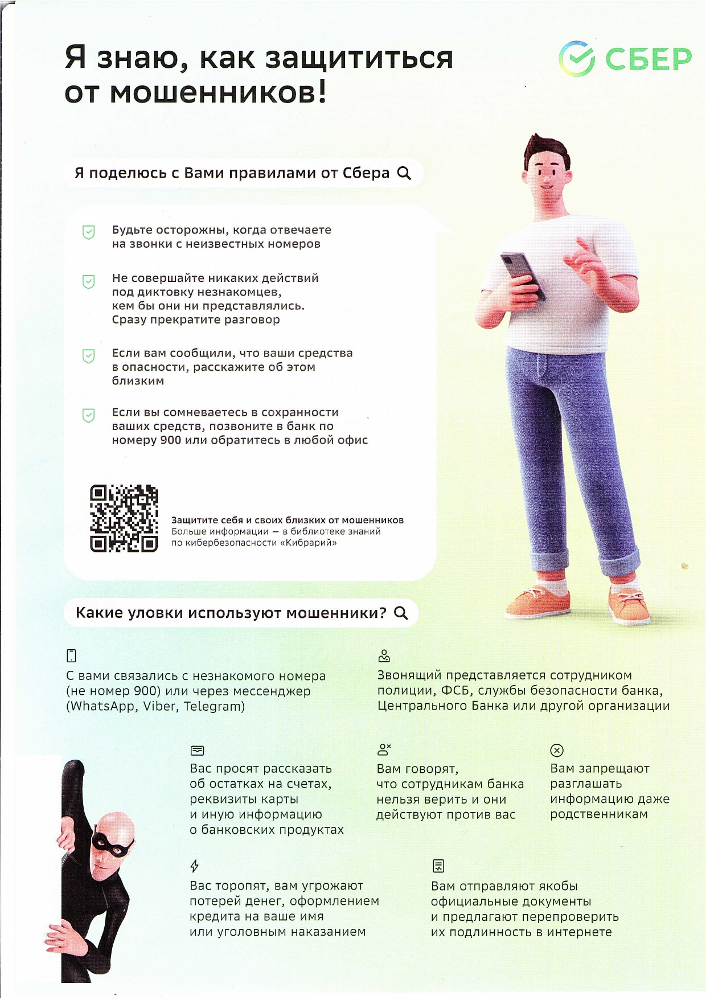 Я знаю, как защититься
от мошенников!
СБЕР
Я поделюсь с Вами правилами от Сбера
Будьте осторожны, когда отвечаете
на звонки с неизвестных номеров
Не совершайте никаких действий
под диктовку незнакомцев,
кем бы они ни представлялись.
Сразу прекратите разговор
Если вам сообщили, что ваши средства
в опасности, расскажите об этом
близким
Если вы сомневаетесь в сохранности
ваших средств, позвоните в банк по
номеру 900 или обратитесь в любой офис
Защитите себя и своих близких от мошенников
Больше информации — в библиотеке знаний
по кибербезопасности «Кибрарий»
Какие уловки используют мошенники?
С вами связались с незнакомого номера
(не номер 900) или через мессенджер
(WhatsApp, Viber, Telegram)
Звонящий представляется сотрудником
полиции, ФСБ, службы безопасности банка,
Центрального Банка или другой организации
Вас просят рассказать
об остатках на счетах,
реквизиты карты
и иную информацию
о банковских продуктах
Вам говорят,
что сотрудникам банка
нельзя верить и они
действуют против вас
Вам запрещают
разглашать
информацию даже
родственникам
Вас торопят, вам угрожают
потерей денег, оформлением
кредита на ваше имя
или уголовным наказанием
Вам отправляют якобы
официальные документы
и предлагают перепроверить
их подлинность в интернете